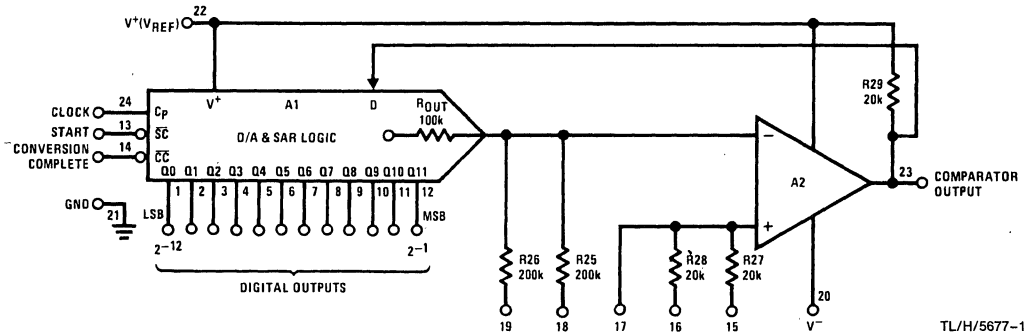 22
V+(VREF)
24
CLOCK
CP
V+
A1
D
ROUT
100k
R29
20k
13
START
SC
D/A & SAR LOGIC
14
CONVERSION
COMPLETE
CC
Q0 Q1 Q2 Q3 Q4 Q5 Q6 Q7 Q8 Q9 Q10 Q11
1 2 3 4 5 6 7 8 9 10 11 12
GND
21
LSB
MSB
2-12
2-1
DIGITAL OUTPUTS
−
A2
+
23
COMPARATOR
OUTPUT
R26
200k
R25
200k
R28
20k
R27
20k
20
19
18
17
16
15
V−
TL/H/5677-1